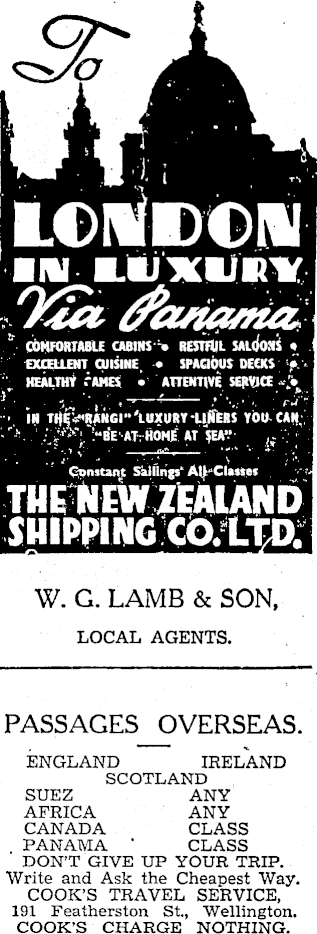 To
LONDON
IN LUXURY
Via Panama
COMFORTABLE CABINS • RESTFUL SALOONS •
EXCELLENT CUISINE • SPACIOUS DECKS •
HEALTHY AMES • ATTENTIVE SERVICE •
IN THE "RANGI" LUXURY LINERS YOU CAN
"BE AT HOME AT SEA"
Constant Sailings All Classes
THE NEW ZEALAND
SHIPPING CO. LTD.
W. G. LAMB & SON,
LOCAL AGENTS.
PASSAGES OVERSEAS.
ENGLAND IRELAND
SCOTLAND
SUEZ ANY
AFRICA ANY
CANADA CLASS
PANAMA CLASS
DON'T GIVE UP YOUR TRIP.
Write and Ask the Cheapest Way.
COOK'S TRAVEL SERVICE,
191 Featherston St., Wellington.
COOK'S CHARGE NOTHING.